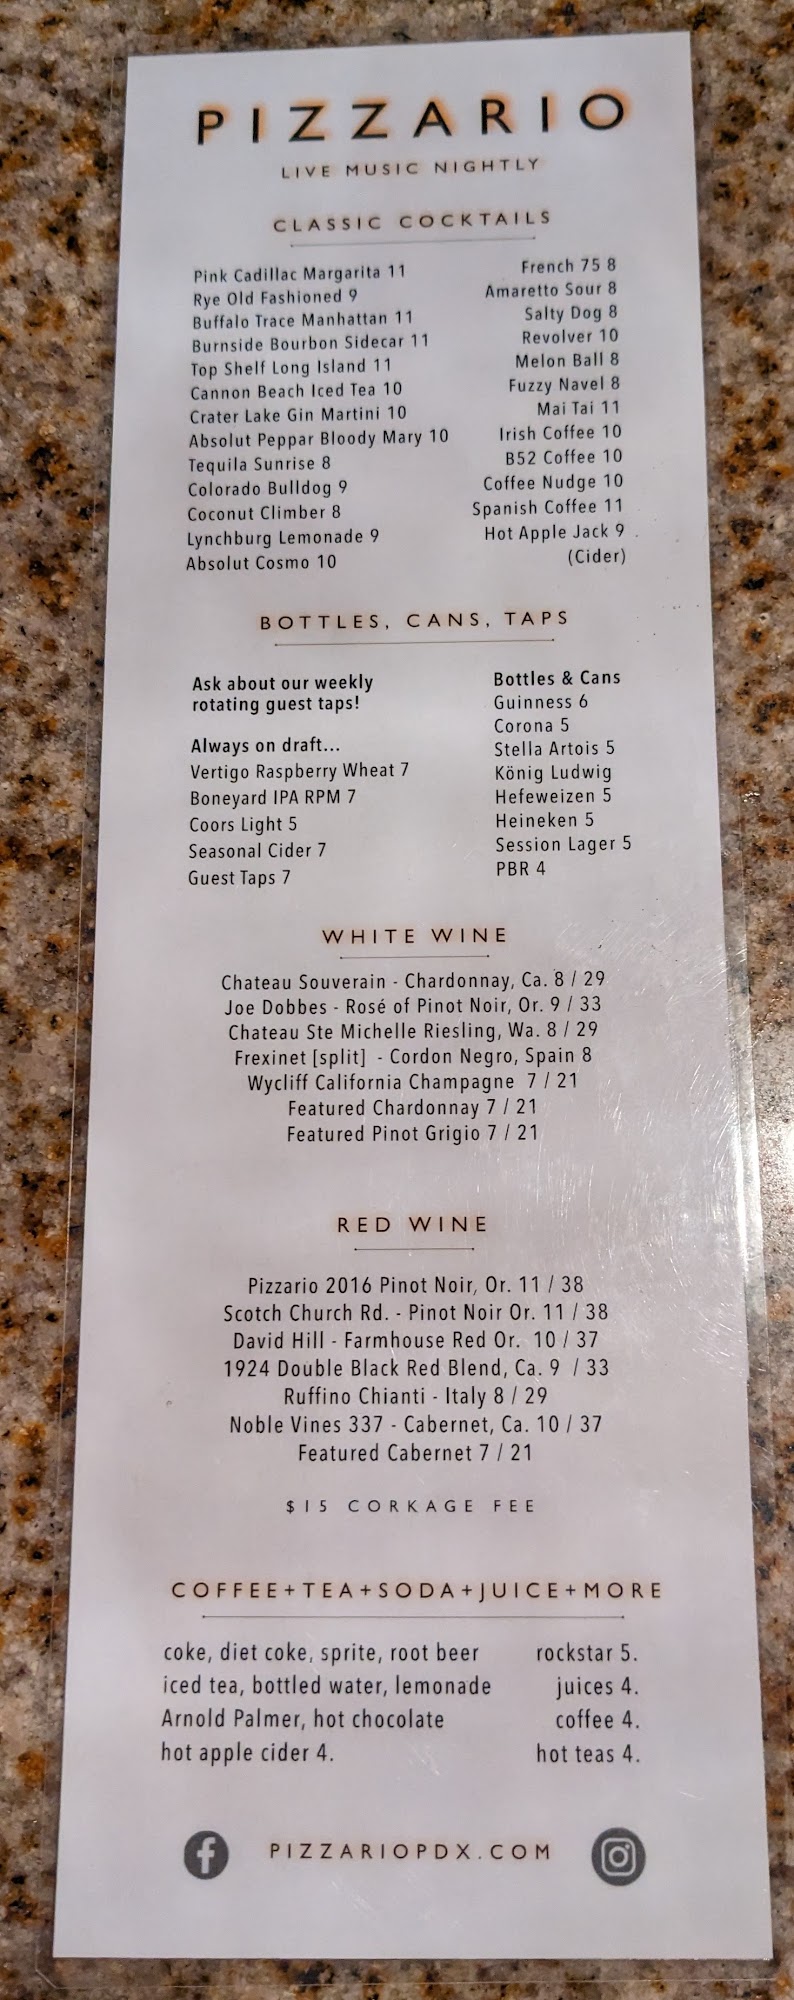 PIZZARIO
LIVE MUSIC NIGHTLY
CLASSIC COCKTAILS
Pink Cadillac Margarita 11
Rye Old Fashioned 9
Buffalo Trace Manhattan 11
Burnside Bourbon Sidecar 11
Top Shelf Long Island 11
Cannon Beach Iced Tea 10
Crater Lake Gin Martini 10
Absolut Peppar Bloody Mary 10
Tequila Sunrise 8
Colorado Bulldog 9
Coconut Climber 8
Lynchburg Lemonade 9
Absolut Cosmo 10
French 75 8
Amaretto Sour 8
Salty Dog 8
Revolver 10
Melon Ball 8
Fuzzy Navel 8
Mai Tai 11
Irish Coffee 10
B52 Coffee 10
Coffee Nudge 10
Spanish Coffee 11
Hot Apple Jack 9
(Cider)
BOTTLES, CANS, TAPS
Ask about our weekly
rotating guest taps!
Always on draft...
Vertigo Raspberry Wheat 7
Boneyard IPA RPM 7
Coors Light 5
Seasonal Cider 7
Guest Taps 7
Bottles & Cans
Guinness 6
Corona 5
Stella Artois 5
König Ludwig
Hefeweizen 5
Heineken 5
Session Lager 5
PBR 4
WHITE WINE
Chateau Souverain - Chardonnay, Ca. 8 / 29
Joe Dobbes - Rosé of Pinot Noir, Or. 9 / 33
Chateau Ste Michelle Riesling, Wa. 8 / 29
Frexinet [split] - Cordon Negro, Spain 8
Wycliff California Champagne 7 / 21
Featured Chardonnay 7 / 21
Featured Pinot Grigio 7 / 21
RED WINE
Pizzario 2016 Pinot Noir, Or. 11 / 38
Scotch Church Rd. - Pinot Noir Or. 11 / 38
David Hill - Farmhouse Red Or. 10 / 37
1924 Double Black Red Blend, Ca. 9 / 33
Ruffino Chianti - Italy 8 / 29
Noble Vines 337 - Cabernet, Ca. 10 / 37
Featured Cabernet 7 / 21
$15 CORKAGE FEE
COFFEE+TEA+SODA+JUICE+MORE
coke, diet coke, sprite, root beer
iced tea, bottled water, lemonade
Arnold Palmer, hot chocolate
hot apple cider 4.
rockstar 5.
juices 4.
coffee 4.
hot teas 4.
PIZZARIOPDX.COM